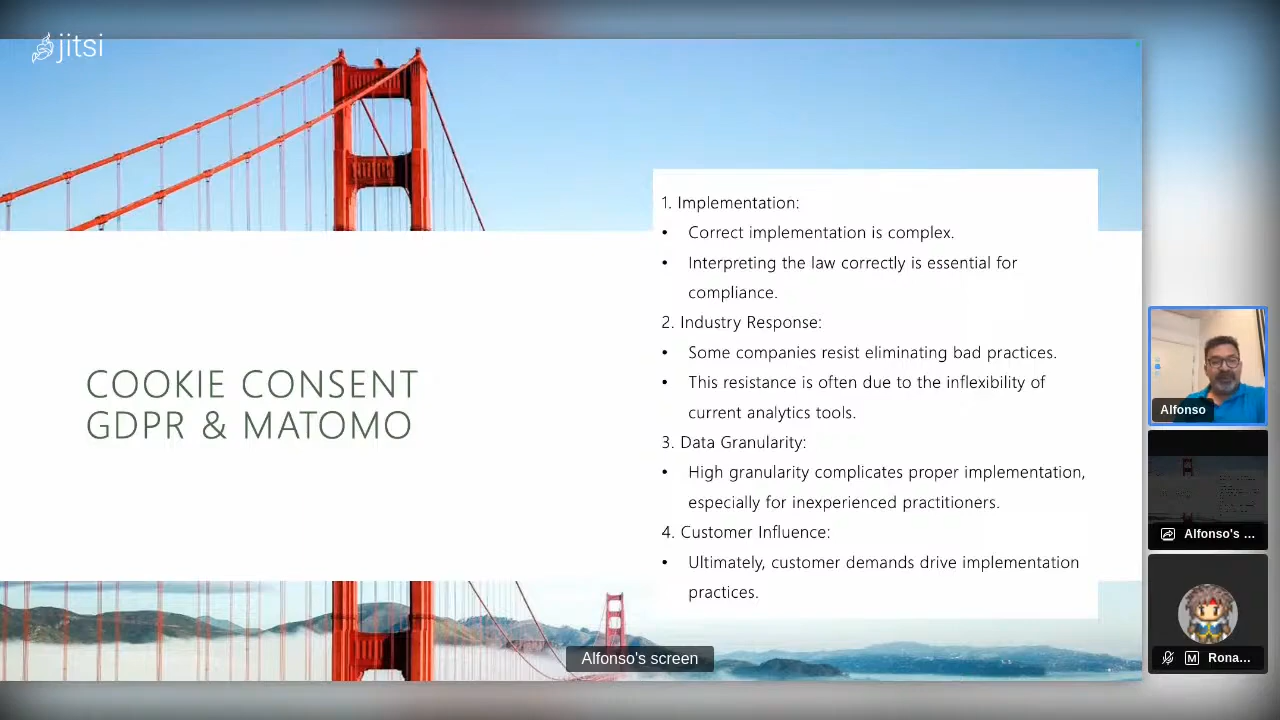 jitsi
COOKIE CONSENT
GDPR & MATOMO
1. Implementation:
• Correct implementation is complex.
• Interpreting the law correctly is essential for
compliance.
2. Industry Response:
• Some companies resist eliminating bad practices.
• This resistance is often due to the inflexibility of
current analytics tools.
3. Data Granularity:
• High granularity complicates proper implementation,
especially for inexperienced practitioners.
4. Customer Influence:
• Ultimately, customer demands drive implementation
practices.
Alfonso's screen
Alfonso
Alfonso's ...
M
Rona...